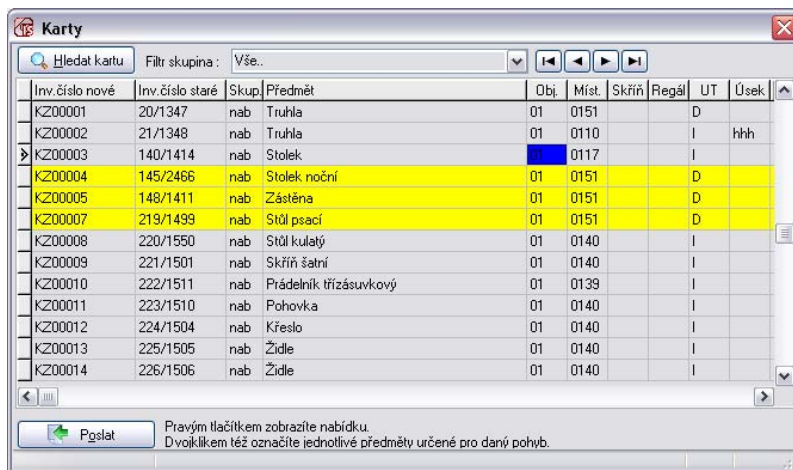 Karty
Hledat kartu Filtr skupina : Vše..
Inv.číslo nové Inv.číslo staré Skup. Předmět Obj. Míst. Skříň Regál UT Úsek
KZ00001 20/1347 nab Truhla 01 0151 D
KZ00002 21/1348 nab Truhla 01 0110 I hhh
KZ00003 140/1414 nab Stolek 01 0117 I
KZ00004 145/2466 nab Stolek noční 01 0151 D
KZ00005 148/1411 nab Zástěna 01 0151 D
KZ00007 219/1499 nab Stůl psací 01 0151 D
KZ00008 220/1550 nab Stůl kulatý 01 0140 I
KZ00009 221/1501 nab Skříň šatní 01 0140 I
KZ00010 222/1511 nab Prádelník třízásuvkový 01 0139 I
KZ00011 223/1510 nab Pohovka 01 0140 I
KZ00012 224/1504 nab Křeslo 01 0140 I
KZ00013 225/1505 nab Židle 01 0140 I
KZ00014 226/1506 nab Židle 01 0140 I
Poslat Pravým tlačítkem zobrazíte nabídku.
Dvojklikem též označíte jednotlivé předměty určené pro daný pohyb.